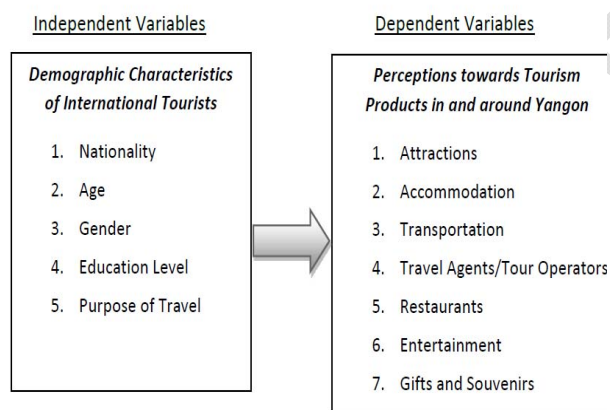 Independent Variables
Demographic Characteristics
of International Tourists
1. Nationality
2. Age
3. Gender
4. Education Level
5. Purpose of Travel
Dependent Variables
Perceptions towards Tourism
Products in and around Yangon
1. Attractions
2. Accommodation
3. Transportation
4. Travel Agents/Tour Operators
5. Restaurants
6. Entertainment
7. Gifts and Souvenirs